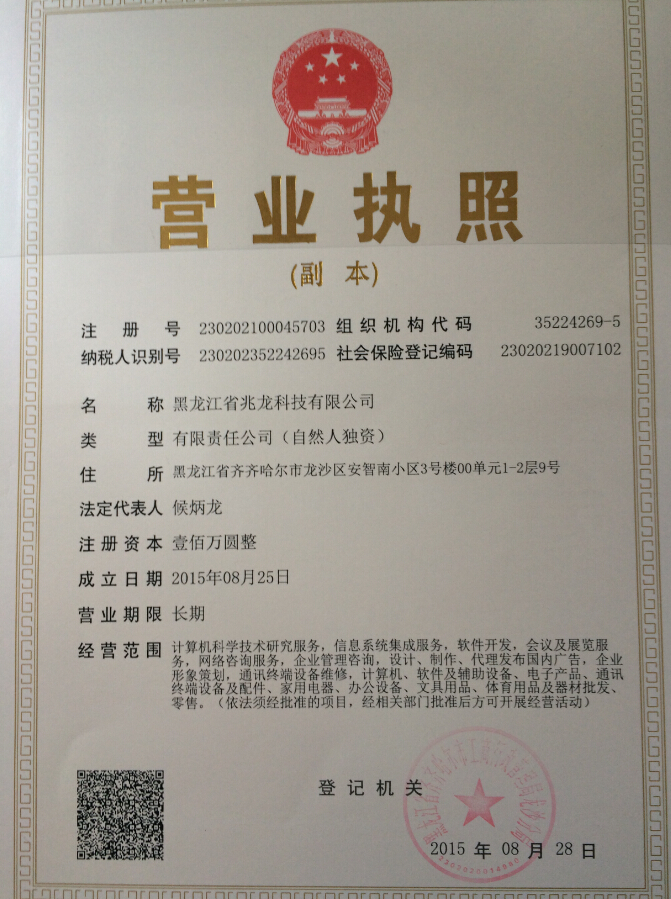 营业执照
(副 本)
注册号 230202100045703 组织机构代码 35224269-5
纳税人识别号 230202352242695 社会保险登记编码 23020219007102
名称 黑龙江省兆龙科技有限公司
类型 有限责任公司（自然人独资）
住所 黑龙江省齐齐哈尔市龙沙区安智南小区3号楼00单元1-2层9号
法定代表人 候炳龙
注册资本 壹佰万圆整
成立日期 2015年08月25日
营业期限 长期
经营范围 计算机科学技术研究服务，信息系统集成服务，软件开发，会议及展览服
务，网络咨询服务，企业管理咨询，设计、制作、代理发布国内广告，企业
形象策划，通讯终端设备维修，计算机、软件及辅助设备、电子产品、通讯
终端设备及配件、家用电器、办公设备、文具用品、体育用品及器材批发、
零售。（依法须经批准的项目，经相关部门批准后方可开展经营活动）
登记机关
2015 年 08 月 28 日